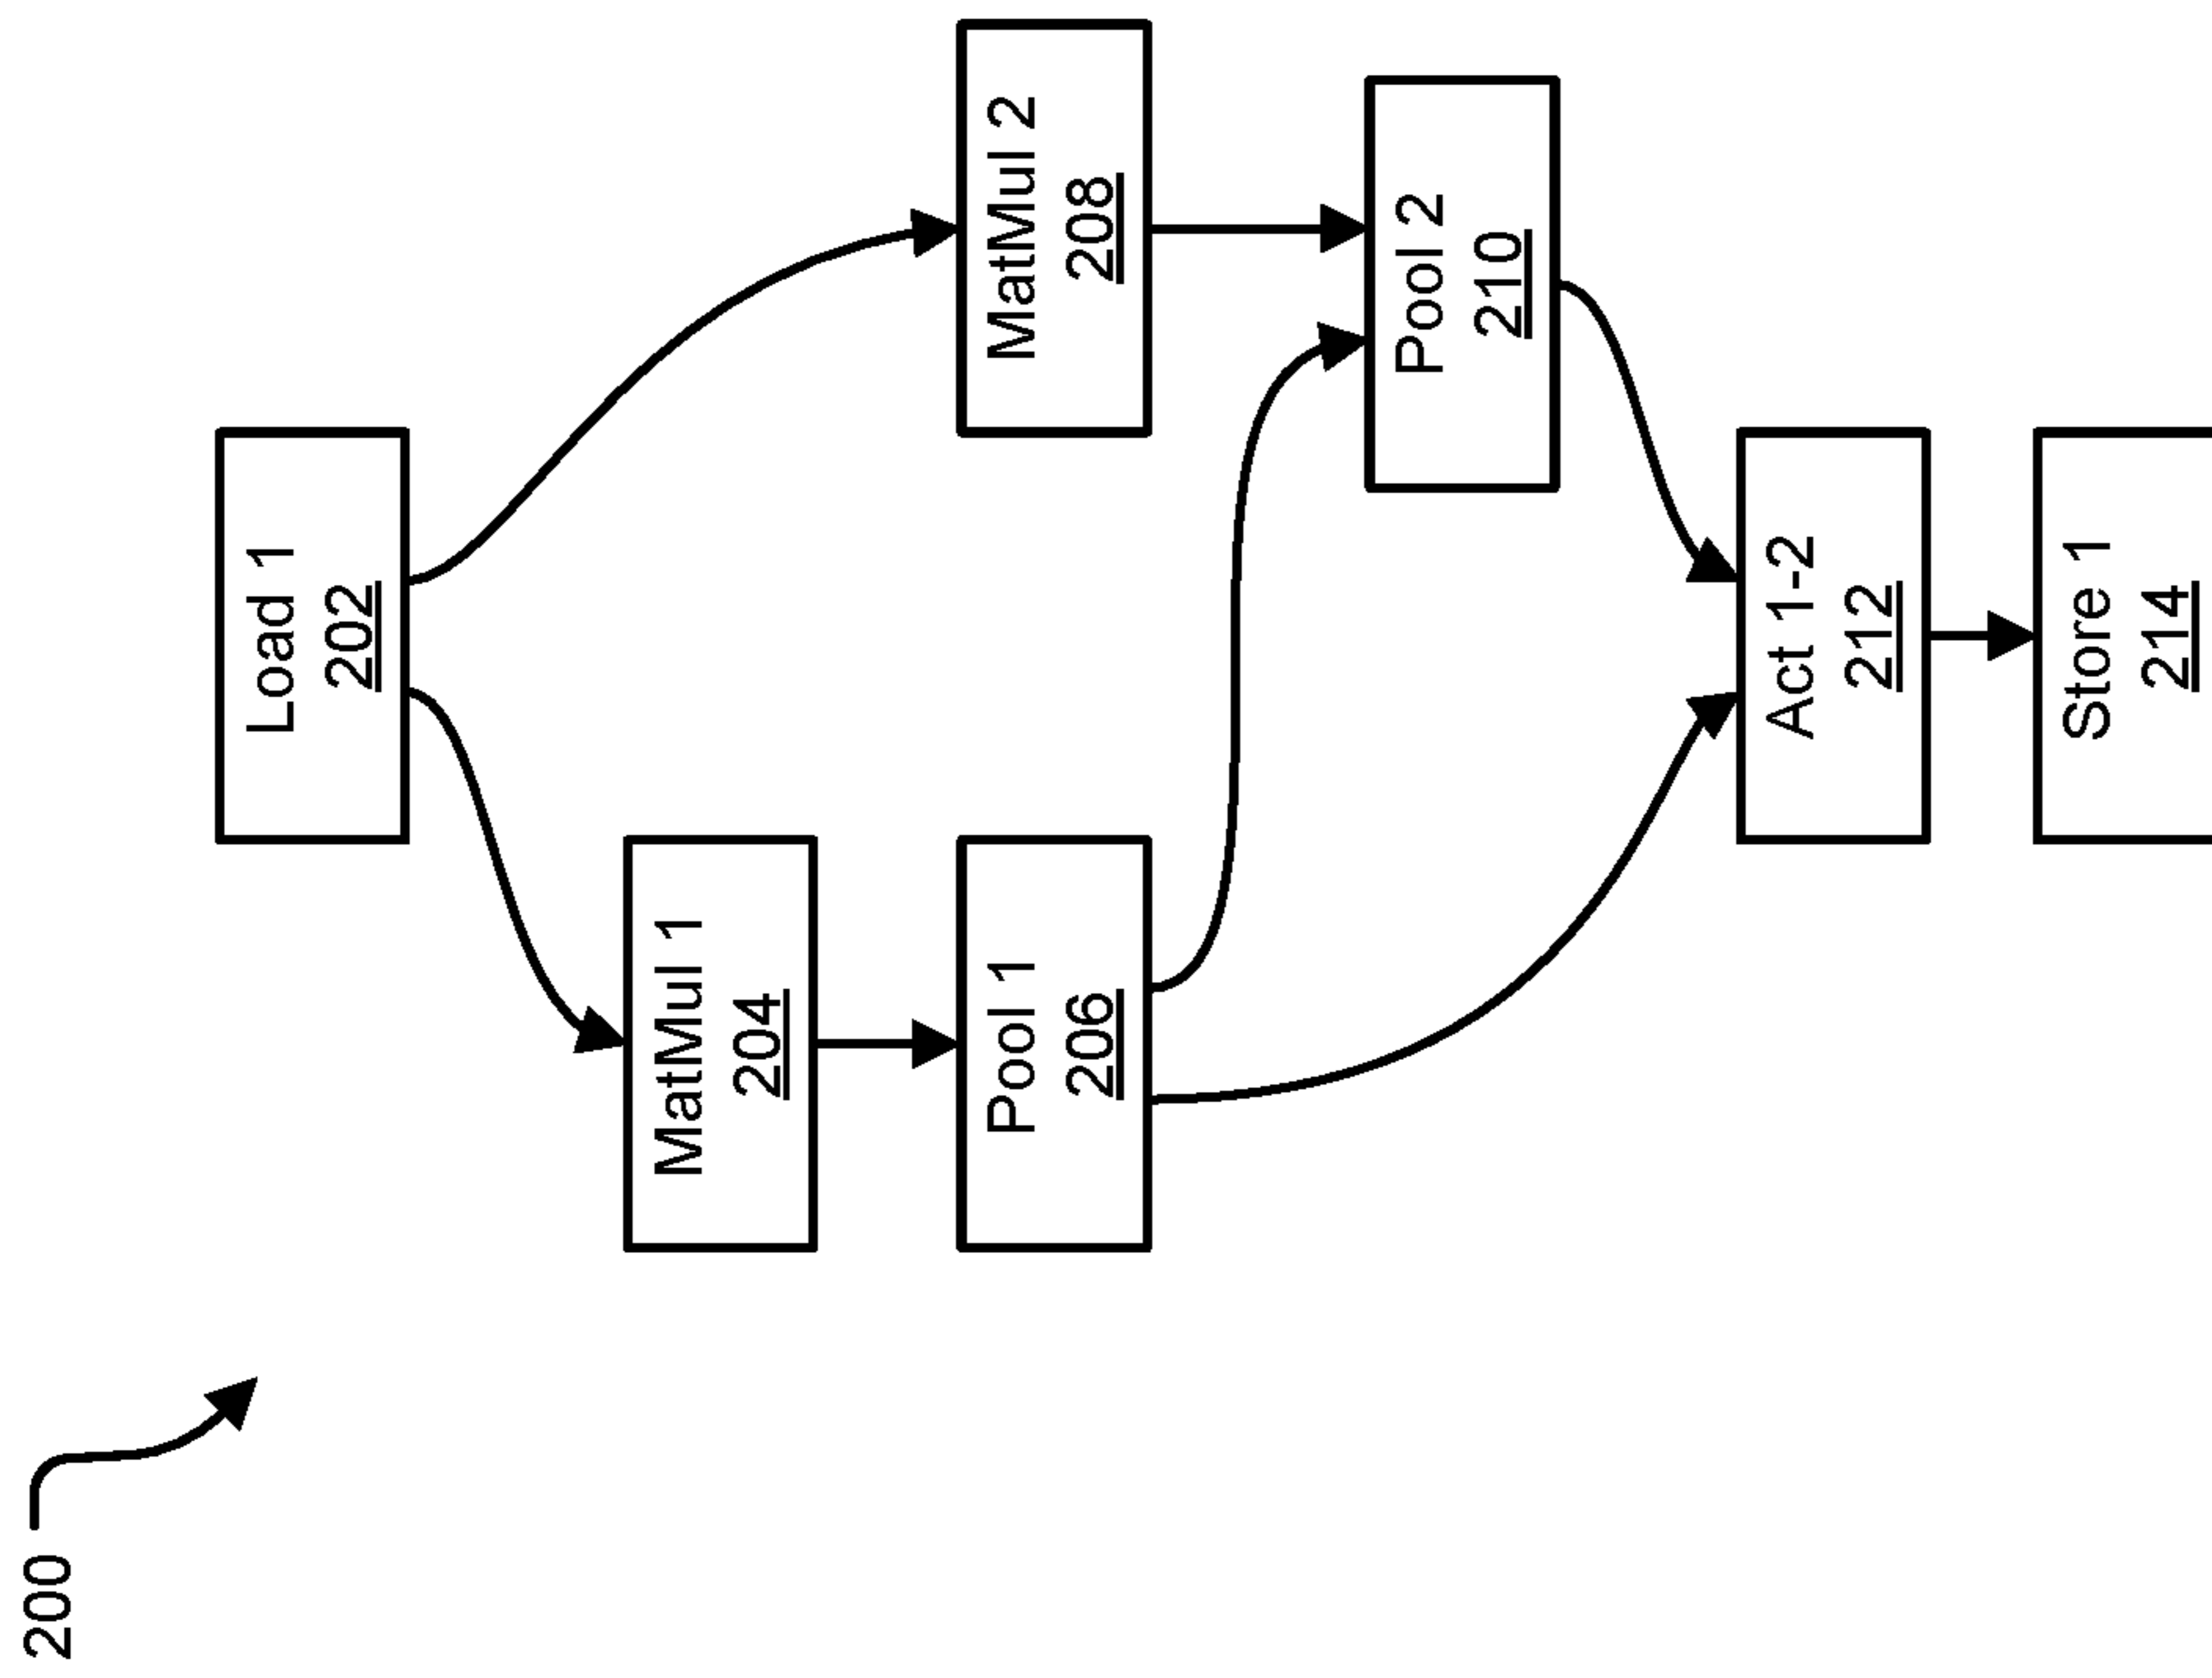 200
Load 1
202
MatMul 1
204
Pool 1
206
MatMul 2
208
Pool 2
210
Act 1-2
212
Store 1
214